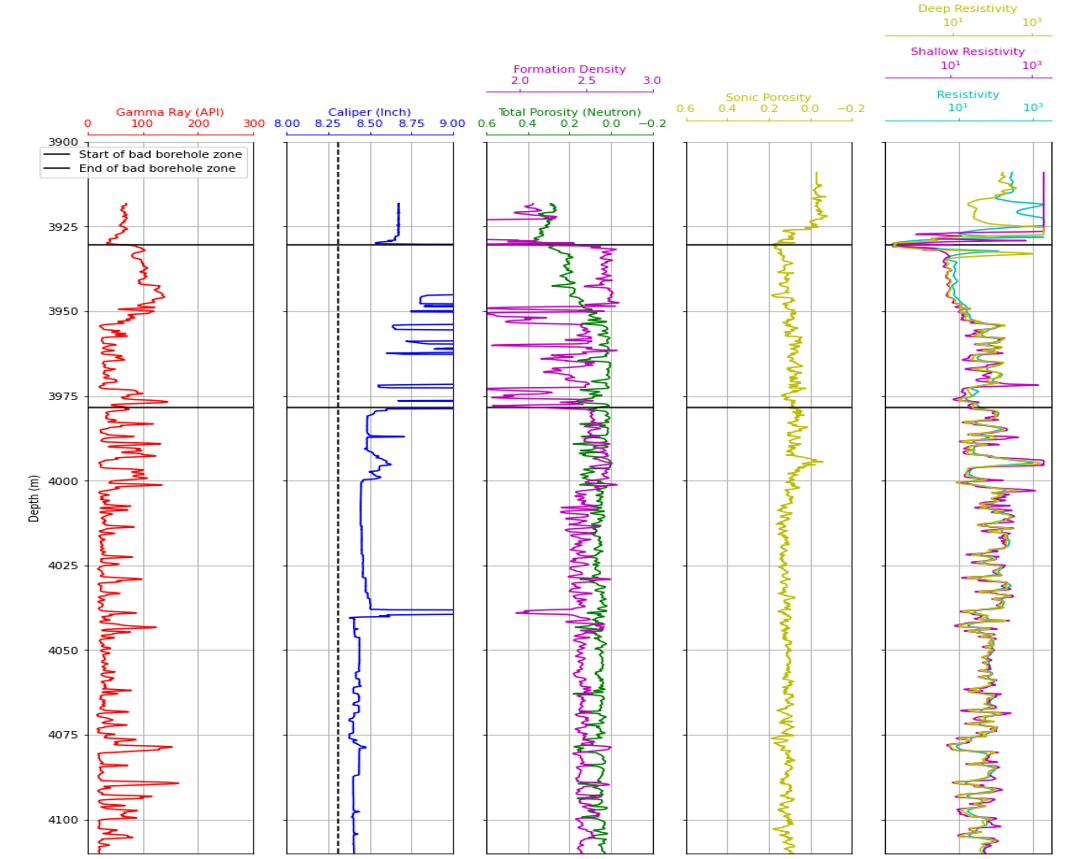 Deep Resistivity
10¹ 10³
Shallow Resistivity
10¹ 10³
Formation Density
2.0 2.5 3.0
Resistivity
10¹ 10³
Sonic Porosity
0.6 0.4 0.2 0.0 −0.2
Gamma Ray (API)
0 100 200 300
Caliper (Inch)
8.00 8.25 8.50 8.75 9.00
Total Porosity (Neutron)
0.6 0.4 0.2 0.0 −0.2
Start of bad borehole zone
End of bad borehole zone
Depth (m)
3900
3925
3950
3975
4000
4025
4050
4075
4100